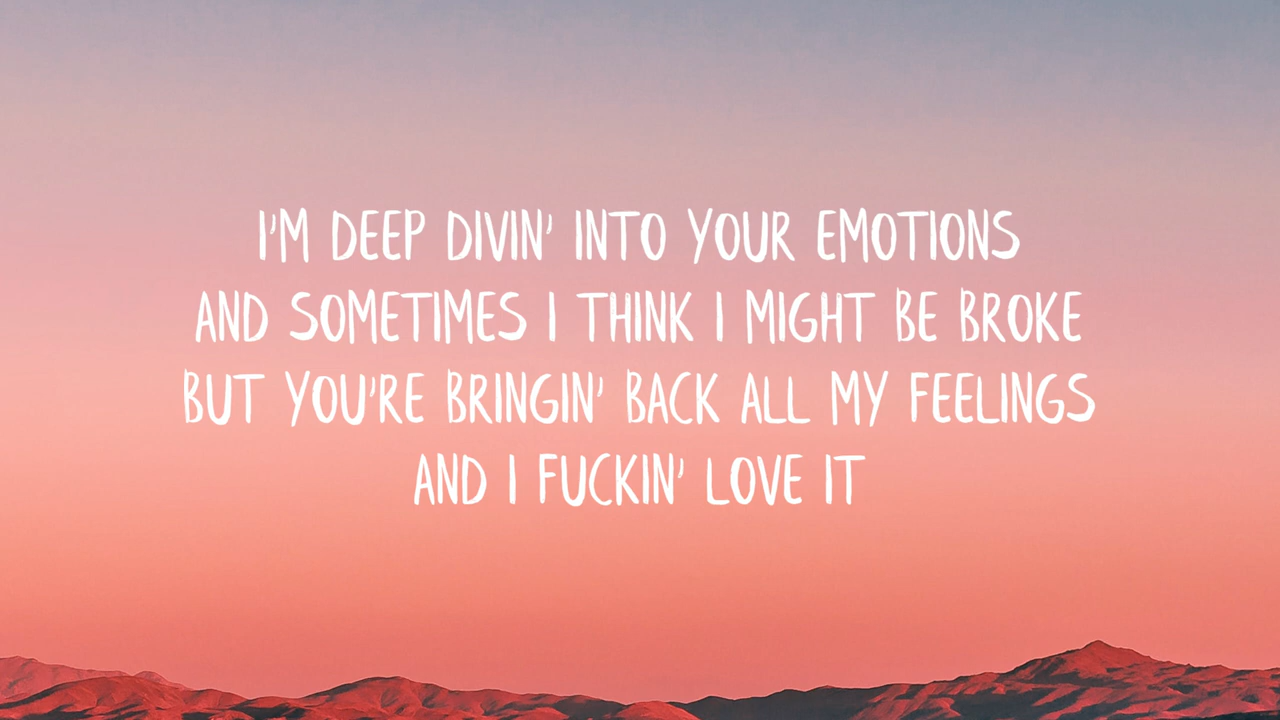 I'M DEEP DIVIN' INTO YOUR EMOTIONS
AND SOMETIMES I THINK I MIGHT BE BROKE
BUT YOU'RE BRINGIN' BACK ALL MY FEELINGS
AND I FUCKIN' LOVE IT